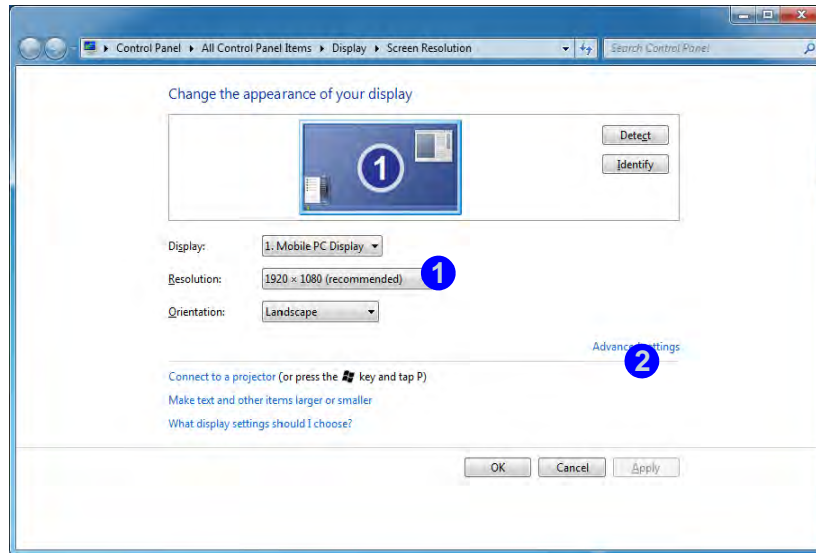 Control Panel ▸ All Control Panel Items ▸ Display ▸ Screen Resolution
Search Control Panel
Change the appearance of your display
1
Detect
Identify
Display:
1. Mobile PC Display
Resolution:
1920 × 1080 (recommended)
1
Orientation:
Landscape
Advanced settings
2
Connect to a projector (or press the key and tap P)
Make text and other items larger or smaller
What display settings should I choose?
OK
Cancel
Apply